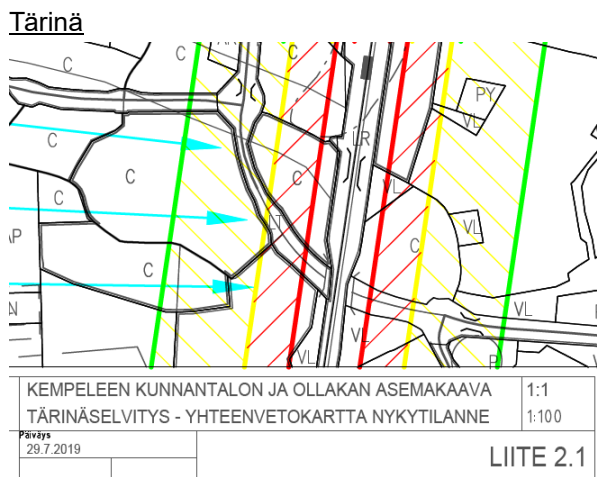 Tärinä
C
C
C
PY
VL
LR
C
C
C
VL
LT
C
VL
AP
C
N
VL
VL
VL
P
KEMPELEEN KUNNANTALON JA OLLAKAN ASEMAKAAVA
1:1
TÄRINÄSELVITYS - YHTEENVETOKARTTA NYKYTILANNE
1:100
Päiväys
29.7.2019
LIITE 2.1